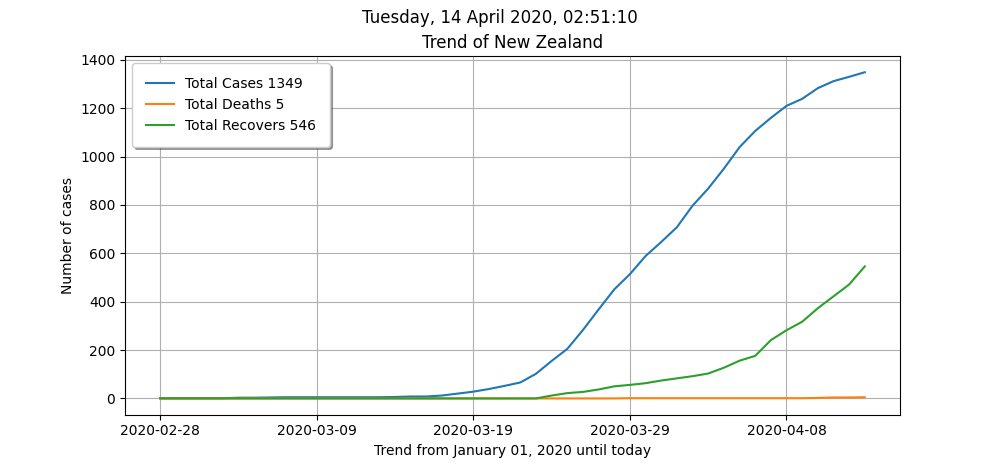 Tuesday, 14 April 2020, 02:51:10
Trend of New Zealand
1400
1200
1000
800
600
400
200
0
Number of cases
Total Cases 1349
Total Deaths 5
Total Recovers 546
2020-02-28
2020-03-09
2020-03-19
2020-03-29
2020-04-08
Trend from January 01, 2020 until today